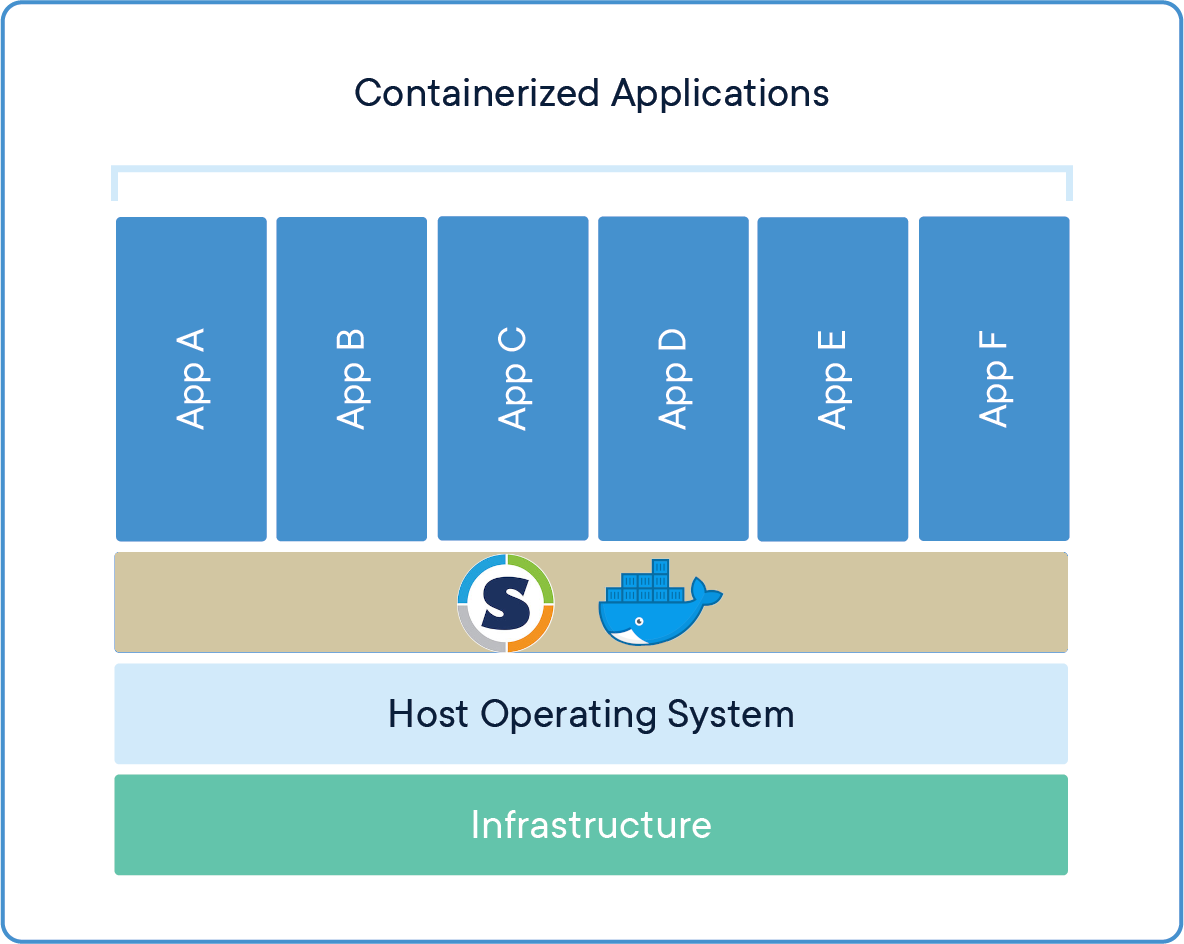 Containerized Applications
App A
App B
App C
App D
App E
App F
S
Host Operating System
Infrastructure